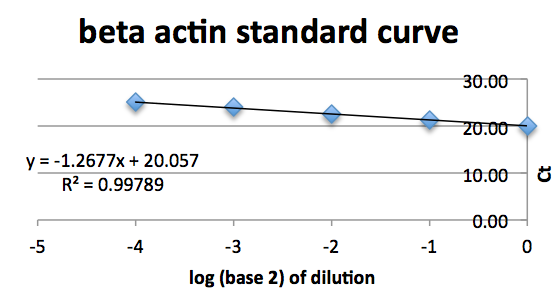 beta actin standard curve
30.00
20.00
y = -1.2677x + 20.057
R² = 0.99789
10.00
Ct
0.00
-5 -4 -3 -2 -1 0
log (base 2) of dilution